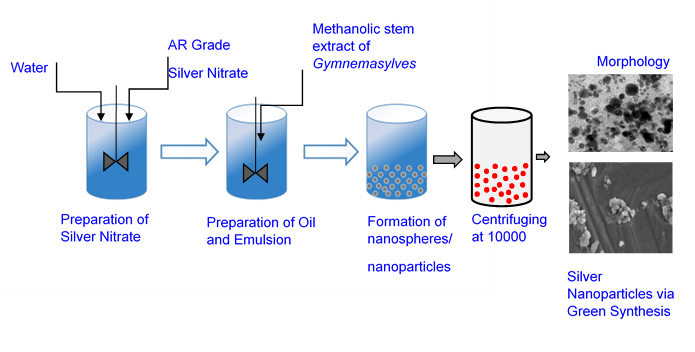 Water
AR Grade
Silver Nitrate
Methanolic stem
extract of
Gymnemasylves
Morphology
Preparation of
Silver Nitrate
Preparation of Oil
and Emulsion
Formation of
nanospheres/
nanoparticles
Centrifuging
at 10000
Silver
Nanoparticles via
Green Synthesis